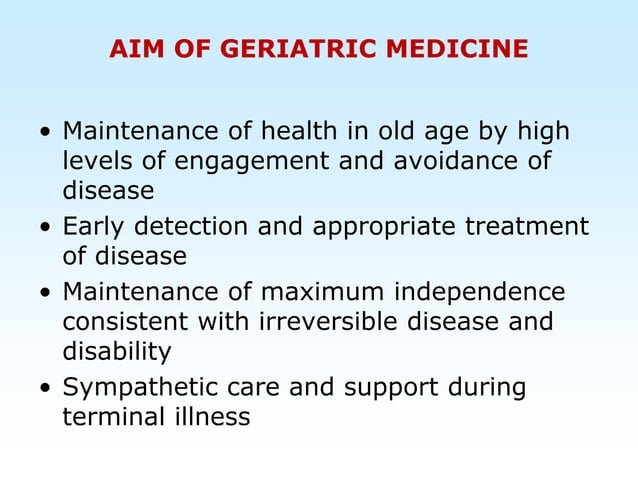 AIM OF GERIATRIC MEDICINE
• Maintenance of health in old age by high
levels of engagement and avoidance of
disease
• Early detection and appropriate treatment
of disease
• Maintenance of maximum independence
consistent with irreversible disease and
disability
• Sympathetic care and support during
terminal illness